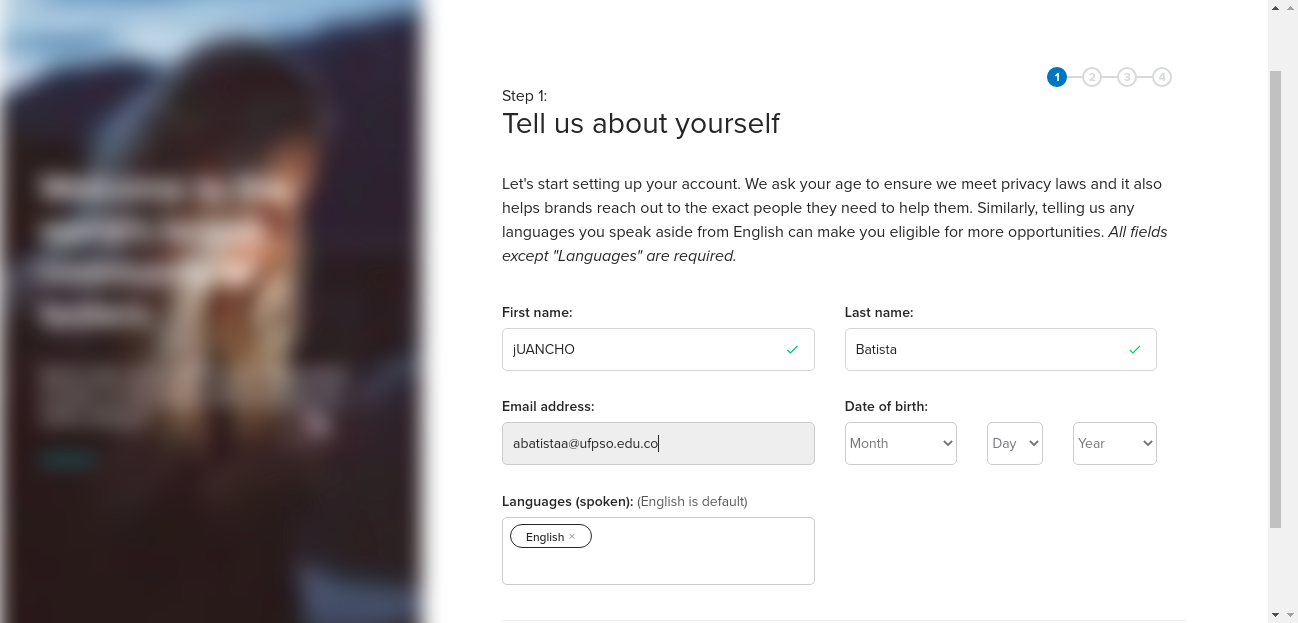 1 2 3 4
Step 1:
Tell us about yourself
Let's start setting up your account. We ask your age to ensure we meet privacy laws and it also
helps brands reach out to the exact people they need to help them. Similarly, telling us any
languages you speak aside from English can make you eligible for more opportunities. All fields
except "Languages" are required.
First name: Last name:
jUANCHO Batista
Email address: Date of birth:
abatistaa@ufpso.edu.co Month Day Year
Languages (spoken): (English is default)
English ×